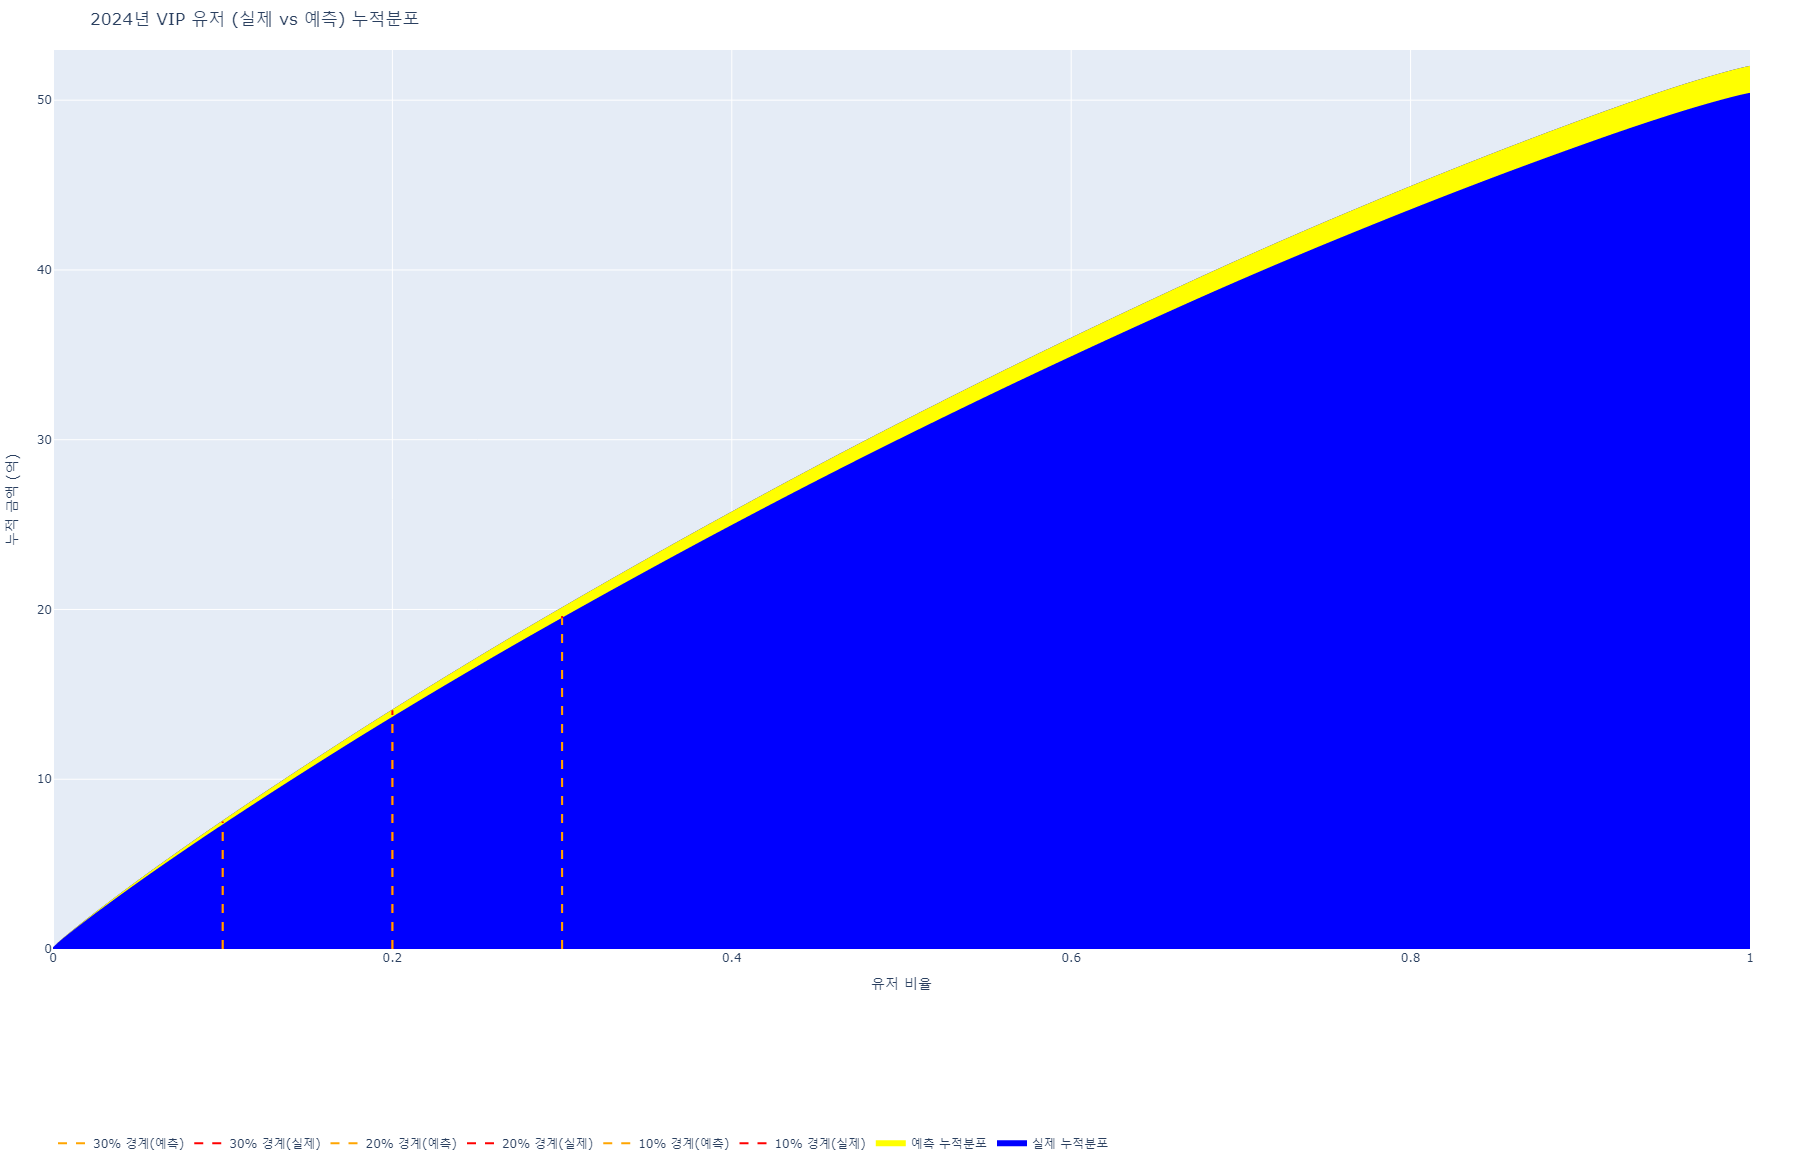 2024년 VIP 유저 (실제 vs 예측) 누적분포
50
40
30
20
10
0
누적 금액 (억)
0
0.2
0.4
0.6
0.8
1
유저 비율
30% 경계(예측)
30% 경계(실제)
20% 경계(예측)
20% 경계(실제)
10% 경계(예측)
10% 경계(실제)
예측 누적분포
실제 누적분포